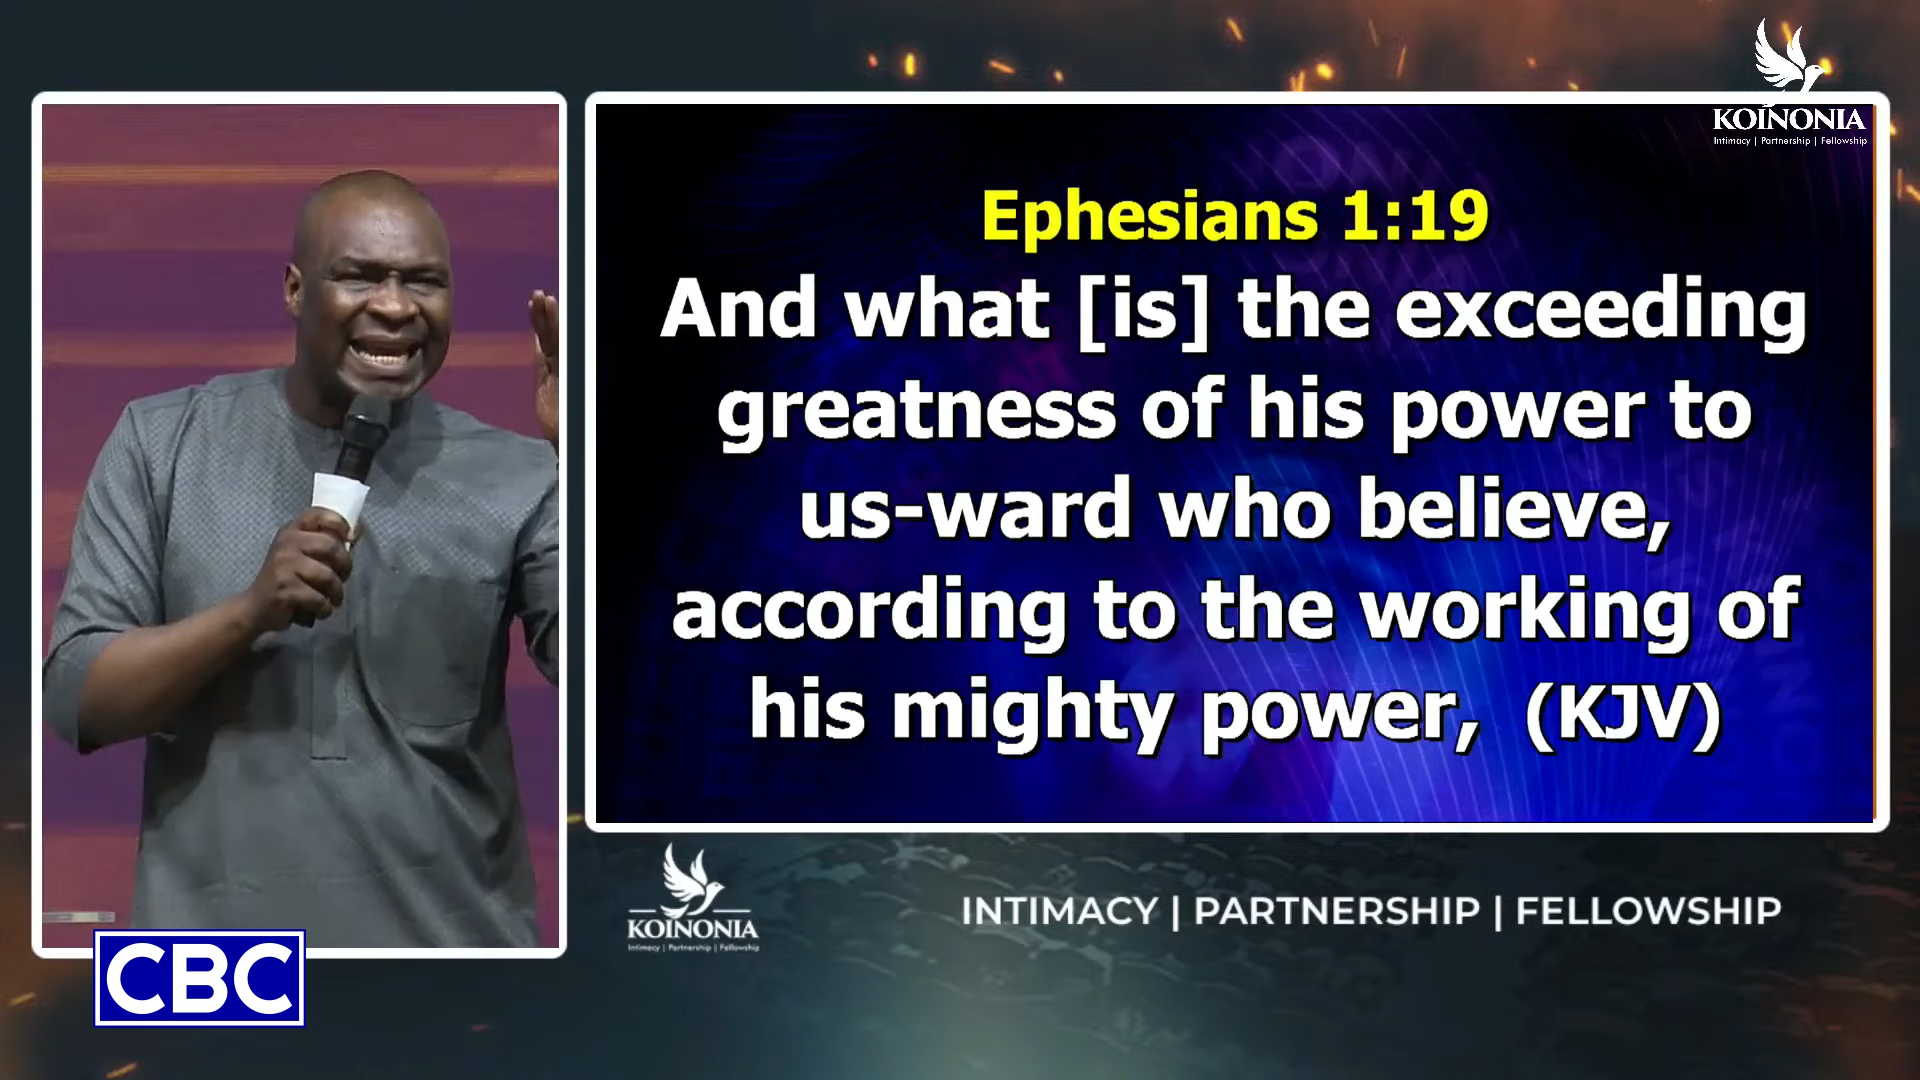 KOINONIA
Intimacy | Partnership | Fellowship
Ephesians 1:19
And what [is] the exceeding
greatness of his power to
us-ward who believe,
according to the working of
his mighty power,  (KJV)
KOINONIA
Intimacy | Partnership | Fellowship
INTIMACY | PARTNERSHIP | FELLOWSHIP
CBC